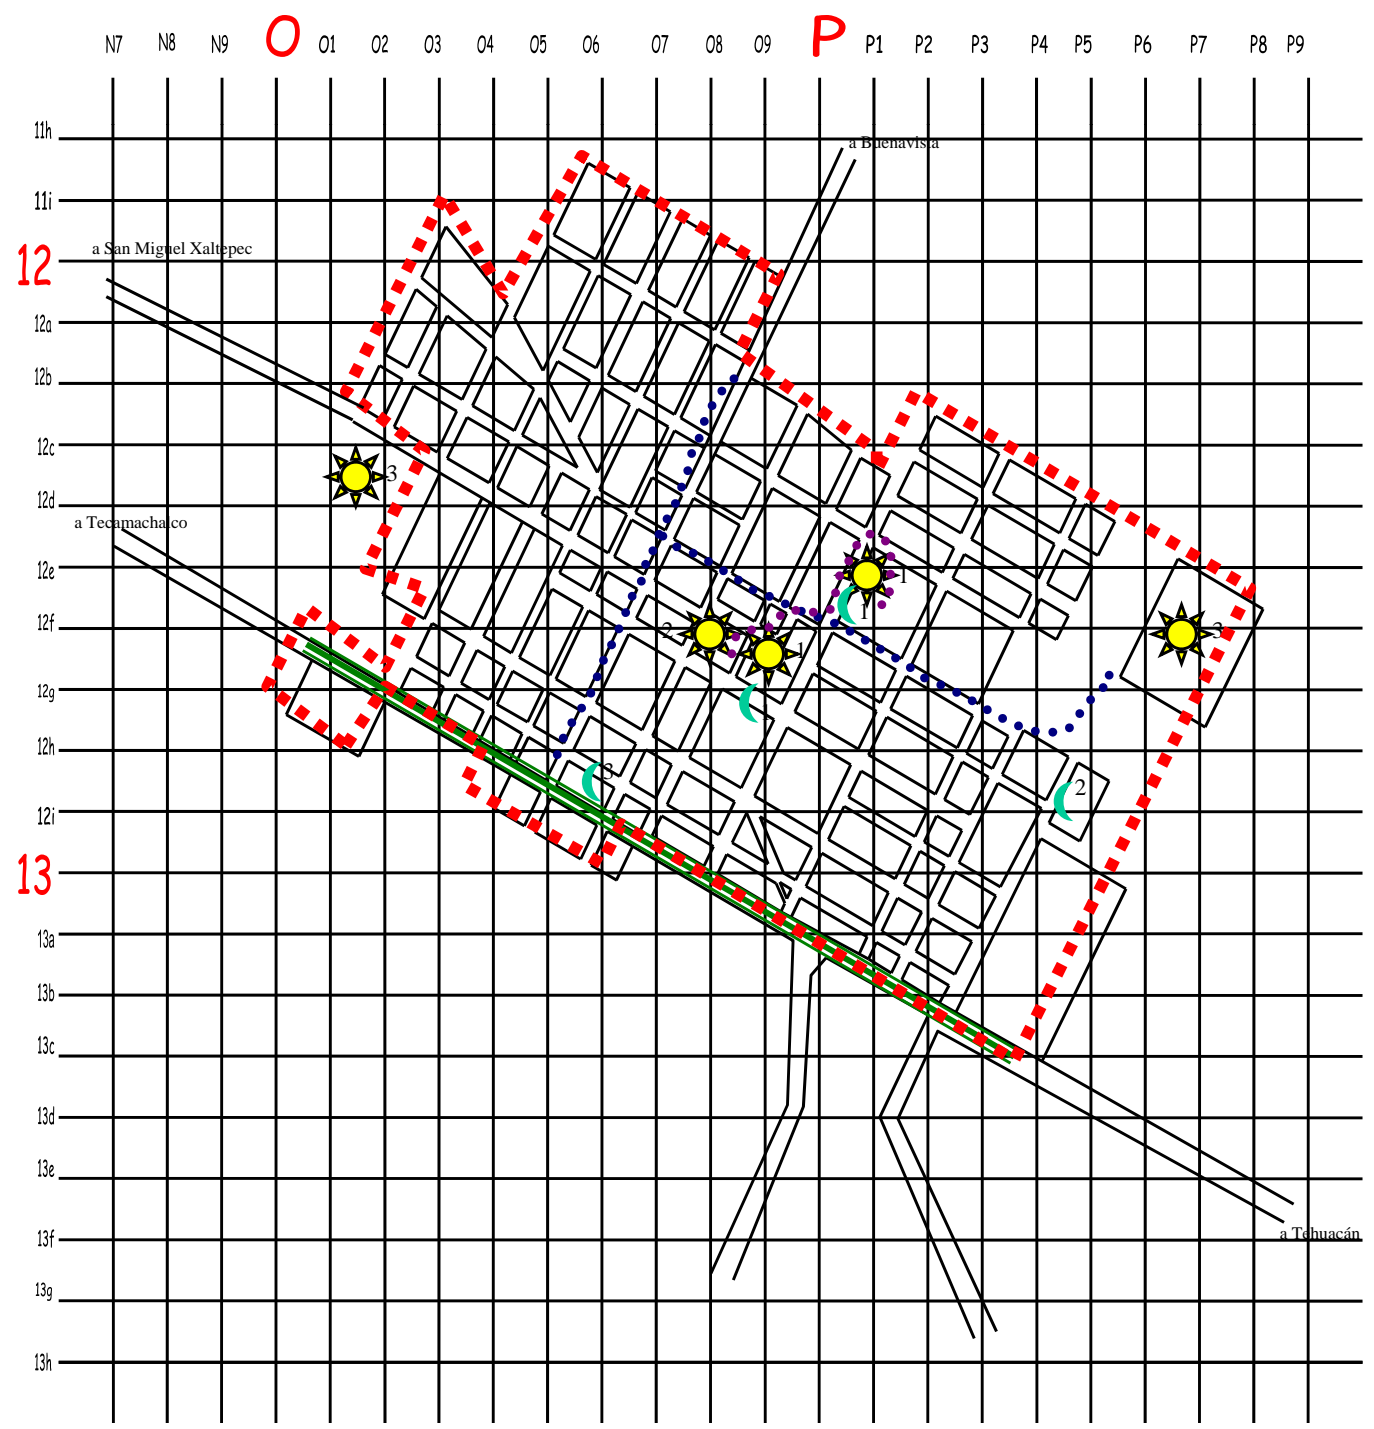 N7 N8 N9 O O1 O2 O3 O4 O5 O6 O7 O8 O9 P P1 P2 P3 P4 P5 P6 P7 P8 P9
11h
a Buenavista
11i
a San Miguel Xaltepec
12
12a
12b
12c
3
12d
a Tecamachalco
12e
1
1
12f
2
3
1
12g
1
12h
3
2
12i
13
13a
13b
13c
13d
13e
13f
a Tehuacán
13g
13h